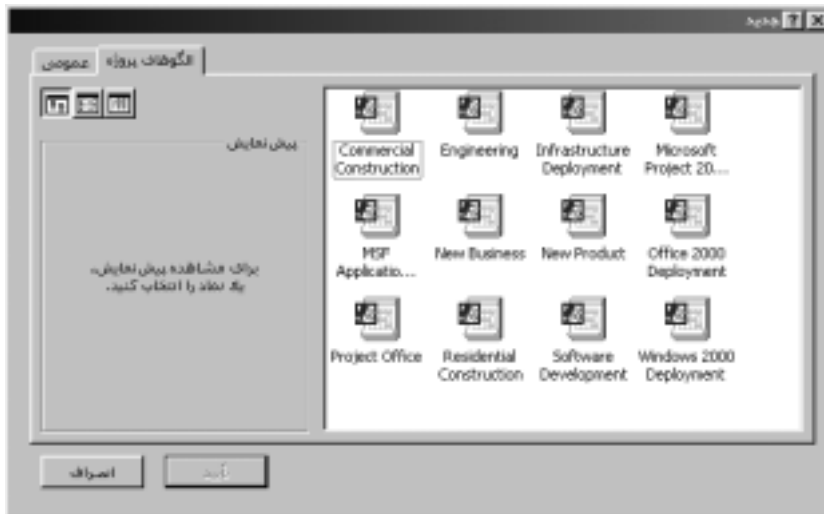 جدید
عمومی
الگوهای پروژه
پیش نمایش
برای مشاهده پیش نمایش،
یک نماد را انتخاب کنید.
Commercial
Construction
Engineering
Infrastructure
Deployment
Microsoft
Project 20....
MSF
Applicatio...
New Business
New Product
Office 2000
Deployment
Project Office
Residential
Construction
Software
Development
Windows 2000
Deployment
تأیید
انصراف